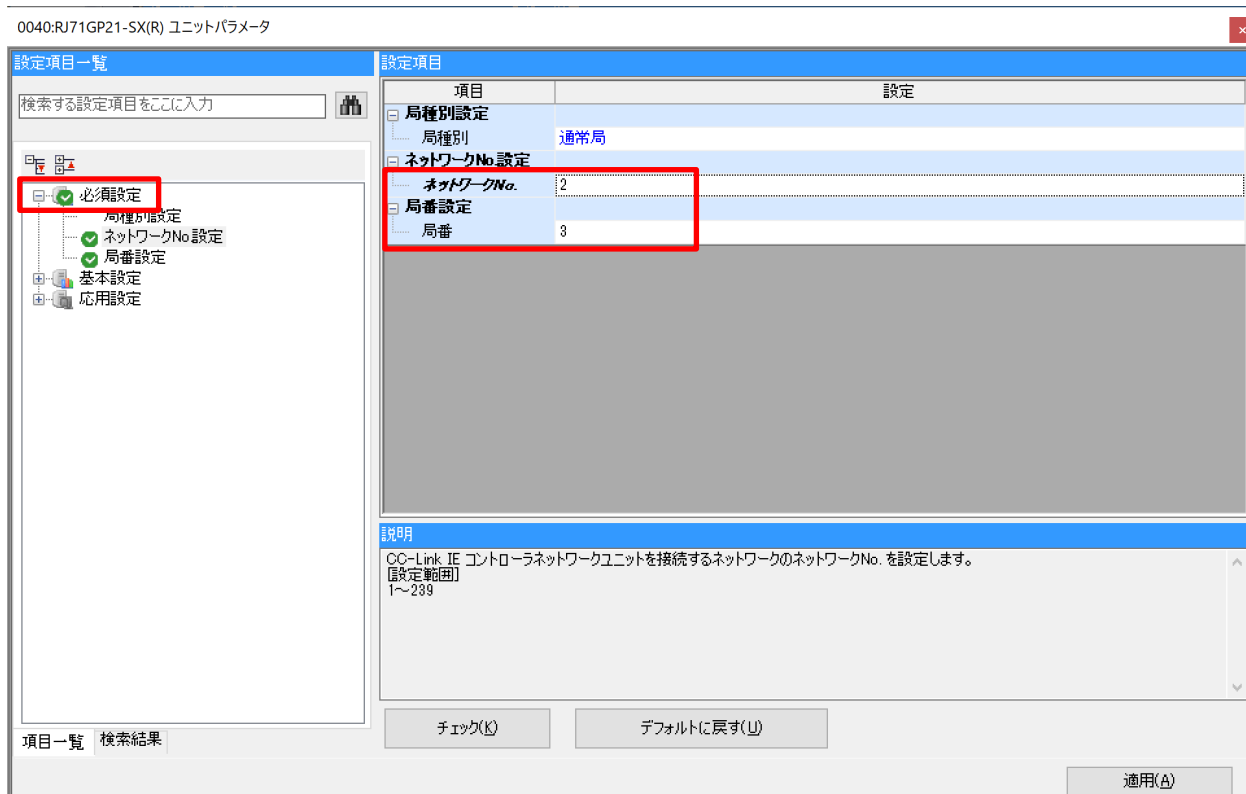 0040:RJ71GP21-SX(R) ユニットパラメータ
設定項目一覧
検索する設定項目をここに入力
必須設定
局種別設定
ネットワークNo設定
局番設定
基本設定
応用設定
項目一覧 検索結果
設定項目
項目 設定
局種別設定
局種別 通常局
ネットワークNo.設定
ネットワークNo. 2
局番設定
局番 3
説明
CC-Link IE コントローラネットワークユニットを接続するネットワークのネットワークNo. を設定します。
[設定範囲]
1～239
チェック(K) デフォルトに戻す(U)
適用(A)